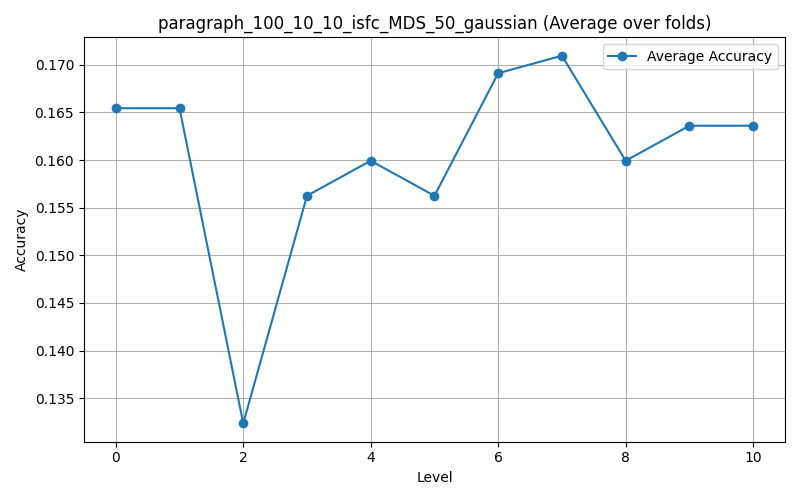 paragraph_100_10_10_isfc_MDS_50_gaussian (Average over folds)
Average Accuracy
0.170
0.165
0.160
0.155
0.150
0.145
0.140
0.135
Accuracy
0 2 4 6 8 10
Level